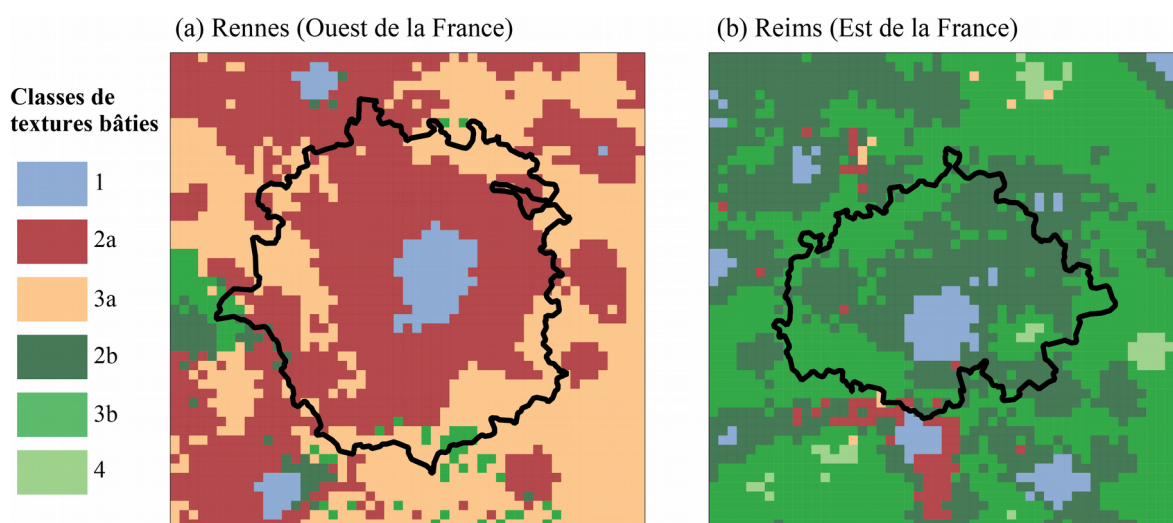 (a) Rennes (Ouest de la France)
(b) Reims (Est de la France)
Classes de
textures bâties
1
2a
3a
2b
3b
4